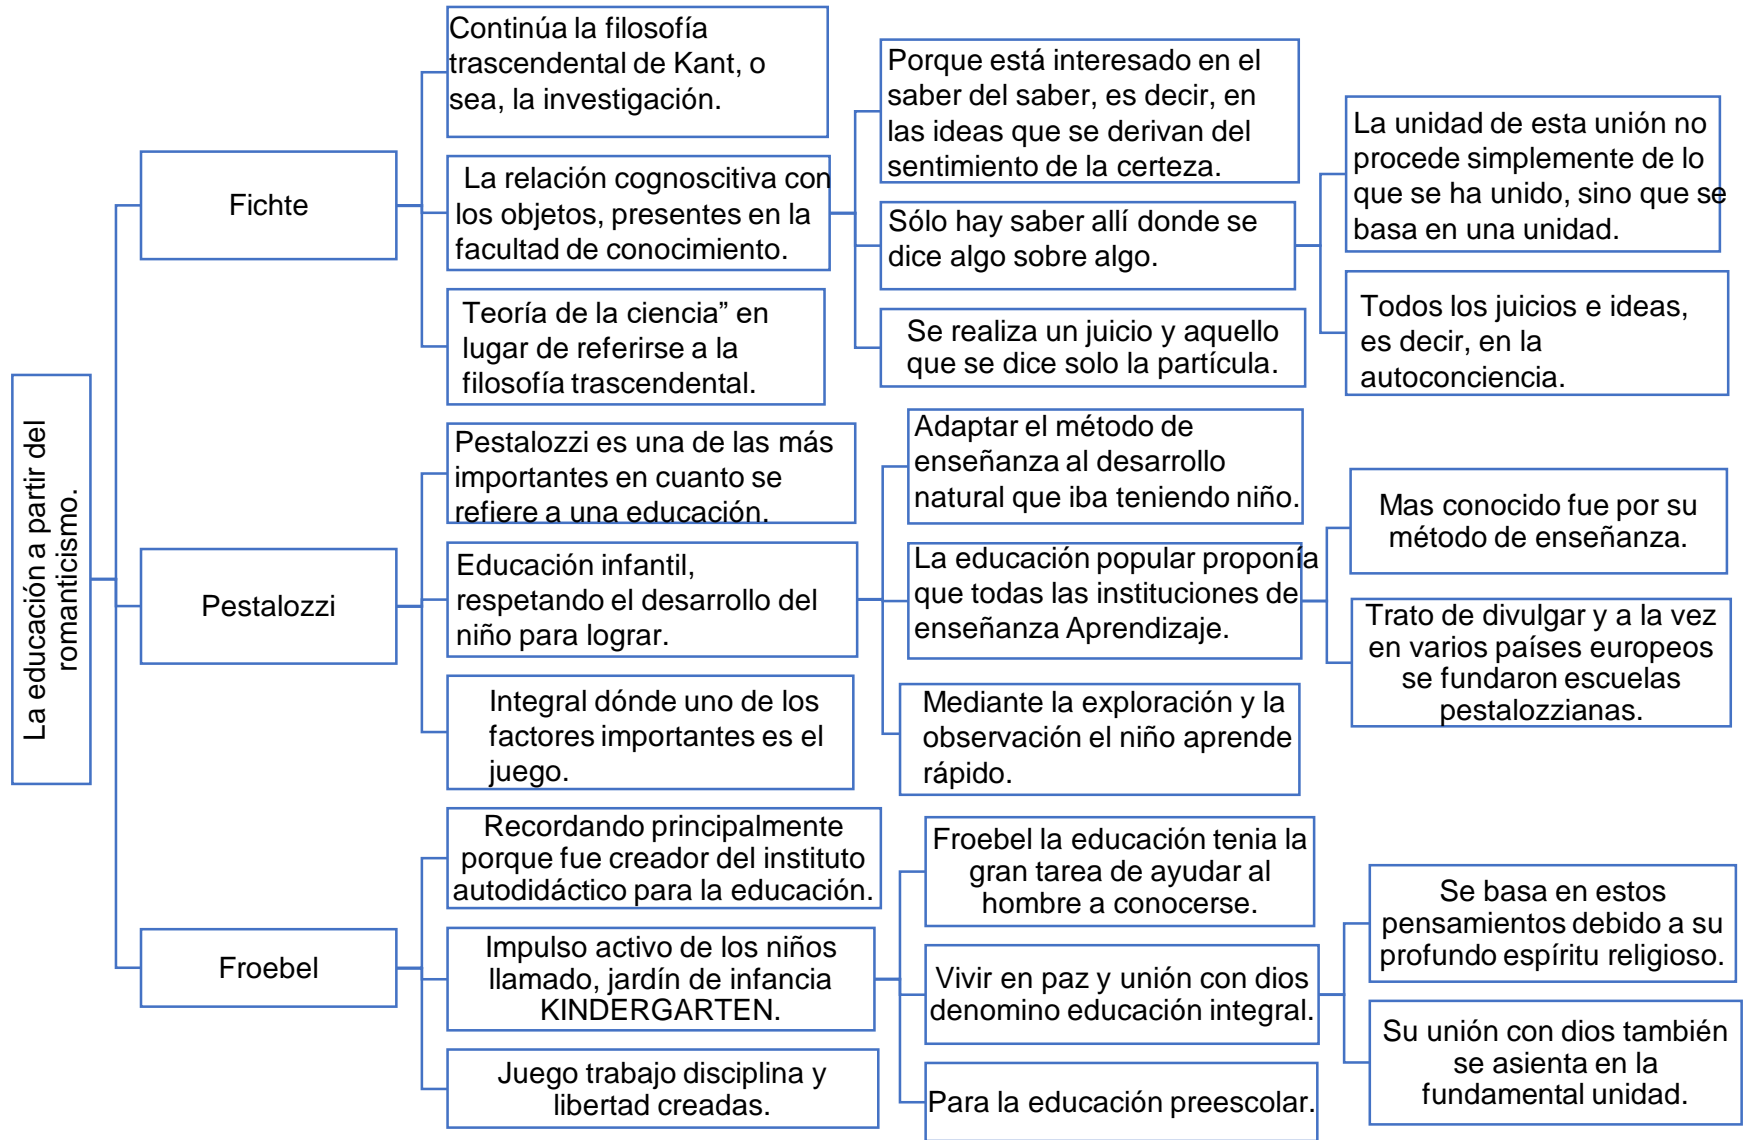 La educación a partir del
romanticismo.
Fichte
Continúa la filosofía
trascendental de Kant, o
sea, la investigación.
La relación cognoscitiva con
los objetos, presentes en la
facultad de conocimiento.
Teoría de la ciencia” en
lugar de referirse a la
filosofía trascendental.
Porque está interesado en el
saber del saber, es decir, en
las ideas que se derivan del
sentimiento de la certeza.
Sólo hay saber allí donde se
dice algo sobre algo.
Se realiza un juicio y aquello
que se dice solo la partícula.
La unidad de esta unión no
procede simplemente de lo
que se ha unido, sino que se
basa en una unidad.
Todos los juicios e ideas,
es decir, en la
autoconciencia.
Pestalozzi
Pestalozzi es una de las más
importantes en cuanto se
refiere a una educación.
Educación infantil,
respetando el desarrollo del
niño para lograr.
Integral dónde uno de los
factores importantes es el
juego.
Adaptar el método de
enseñanza al desarrollo
natural que iba teniendo niño.
La educación popular proponía
que todas las instituciones de
enseñanza Aprendizaje.
Mediante la exploración y la
observación el niño aprende
rápido.
Mas conocido fue por su
método de enseñanza.
Trato de divulgar y a la vez
en varios países europeos
se fundaron escuelas
pestalozzianas.
Froebel
Recordando principalmente
porque fue creador del instituto
autodidáctico para la educación.
Impulso activo de los niños
llamado, jardín de infancia
KINDERGARTEN.
Juego trabajo disciplina y
libertad creadas.
Froebel la educación tenia la
gran tarea de ayudar al
hombre a conocerse.
Vivir en paz y unión con dios
denomino educación integral.
Para la educación preescolar.
Se basa en estos
pensamientos debido a su
profundo espíritu religioso.
Su unión con dios también
se asienta en la
fundamental unidad.